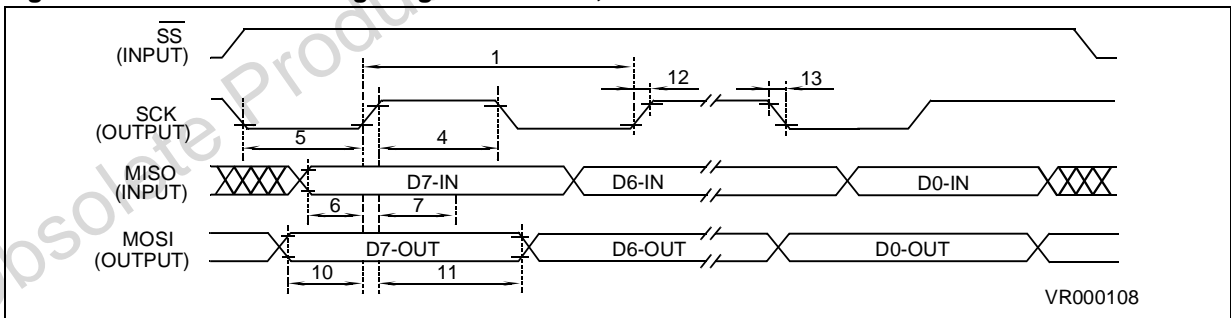 SS
(INPUT)
1
12
13
SCK
(OUTPUT)
5
4
MISO
(INPUT)
D7-IN
D6-IN
D0-IN
6
7
MOSI
(OUTPUT)
D7-OUT
D6-OUT
D0-OUT
10
11
VR000108